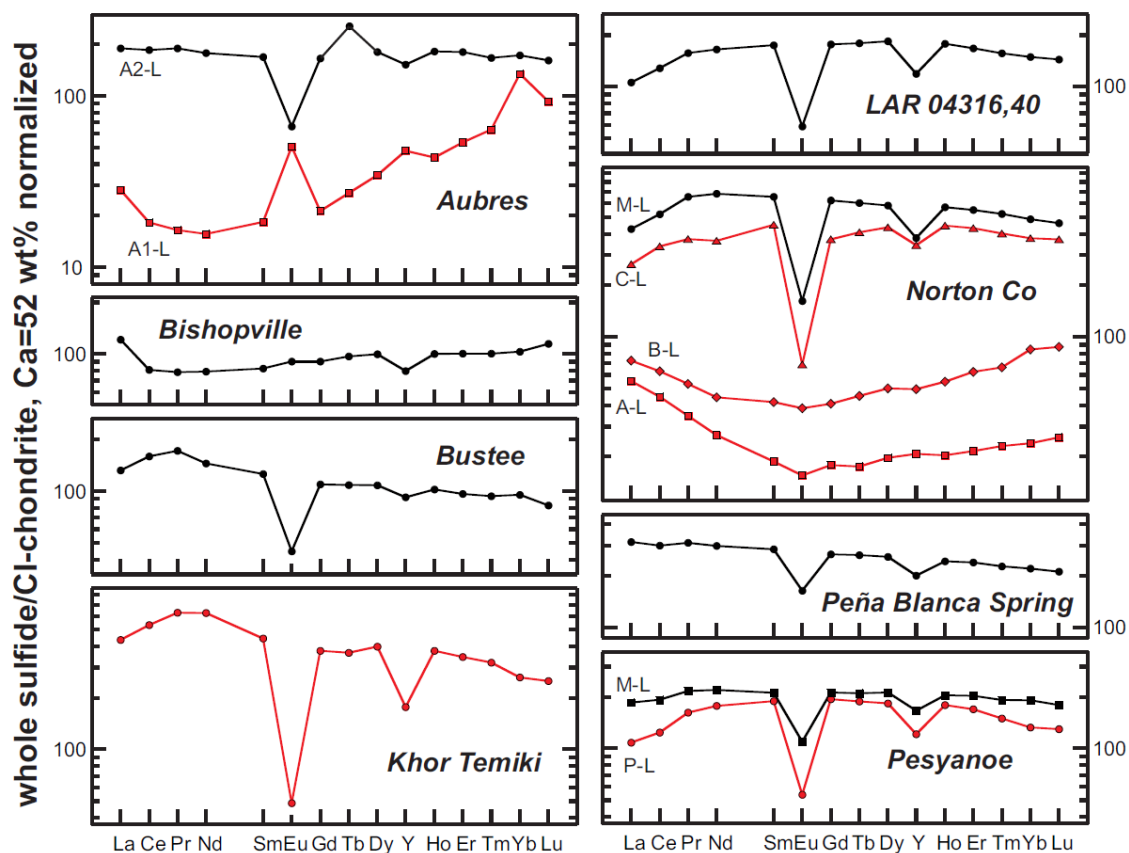 whole sulfide/CI-chondrite, Ca=52 wt% normalized
A2-L
100
Aubres
A1-L
10
Bishopville
100
Bustee
100
100
Khor Temiki
La Ce Pr Nd Sm Eu Gd Tb Dy Y Ho Er Tm Yb Lu
100
LAR 04316,40
M-L
C-L
Norton Co
100
B-L
A-L
Peña Blanca Spring
100
M-L
100
P-L
Pesyanoe
La Ce Pr Nd Sm Eu Gd Tb Dy Y Ho Er Tm Yb Lu